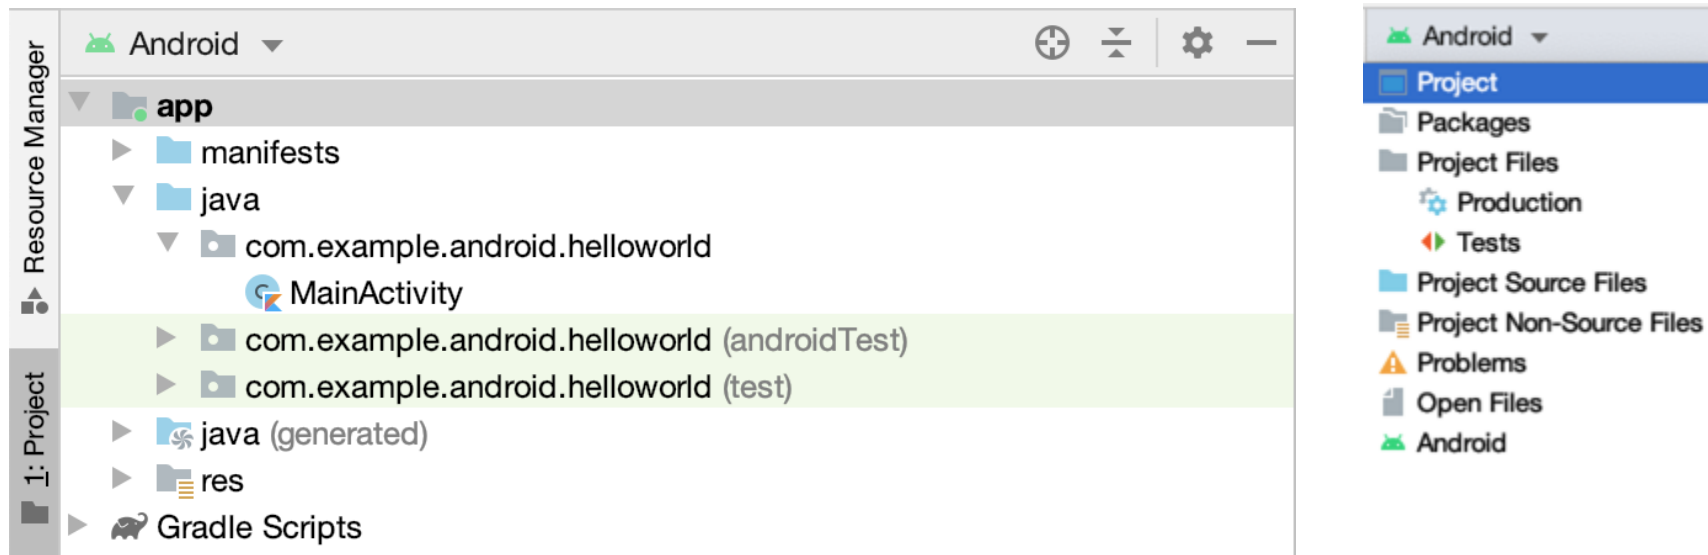 Resource Manager
1: Project
Android
app
manifests
java
com.example.android.helloworld
MainActivity
com.example.android.helloworld (androidTest)
com.example.android.helloworld (test)
java (generated)
res
Gradle Scripts
Android
Project
Packages
Project Files
Production
Tests
Project Source Files
Project Non-Source Files
Problems
Open Files
Android